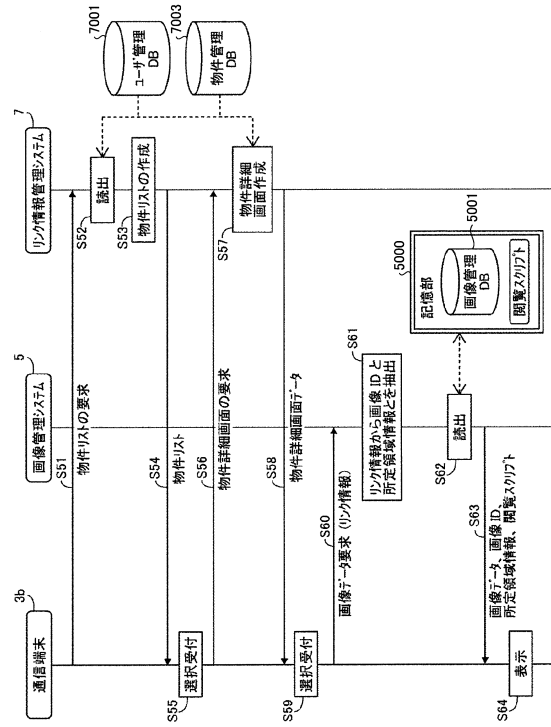 3b
通信端末
5
画像管理システム
7
リンク情報管理システム
7001
ユーザ管理
DB
7003
物件管理
DB
S51
物件リストの要求
S52
読出
S53
物件リストの作成
S54
物件リスト
S55
選択受付
S56
物件詳細画面の要求
S57
物件詳細
画面作成
S58
物件詳細画面データ
S59
選択受付
S60
画像データ要求(リンク情報)
S61
リンク情報から画像IDと
所定領域情報とを抽出
5000
記憶部
5001
画像管理
DB
閲覧スクリプト
S62
読出
S63
画像データ、画像ID、
所定領域情報、閲覧スクリプト
S64
表示